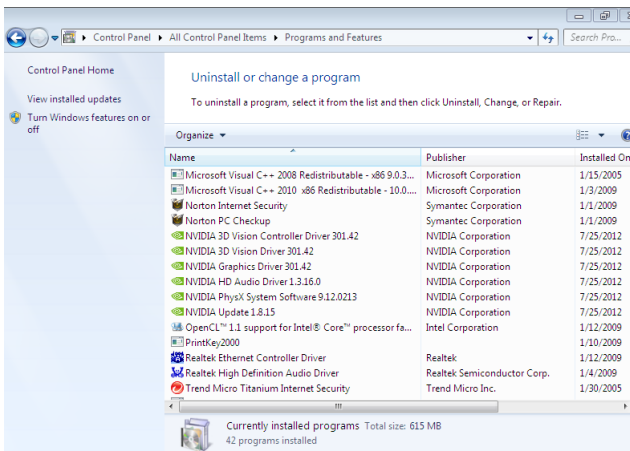 Control Panel ▸ All Control Panel Items ▸ Programs and Features
Search Pro...
Control Panel Home
View installed updates
Turn Windows features on or
off
Uninstall or change a program
To uninstall a program, select it from the list and then click Uninstall, Change, or Repair.
Organize
Name Publisher Installed On
Microsoft Visual C++ 2008 Redistributable - x86 9.0.3... Microsoft Corporation 1/15/2005
Microsoft Visual C++ 2010 x86 Redistributable - 10.0.... Microsoft Corporation 1/3/2009
Norton Internet Security Symantec Corporation 1/1/2009
Norton PC Checkup Symantec Corporation 1/1/2009
NVIDIA 3D Vision Controller Driver 301.42 NVIDIA Corporation 7/25/2012
NVIDIA 3D Vision Driver 301.42 NVIDIA Corporation 7/25/2012
NVIDIA Graphics Driver 301.42 NVIDIA Corporation 7/25/2012
NVIDIA HD Audio Driver 1.3.16.0 NVIDIA Corporation 7/25/2012
NVIDIA PhysX System Software 9.12.0213 NVIDIA Corporation 7/25/2012
NVIDIA Update 1.8.15 NVIDIA Corporation 7/25/2012
OpenCL™ 1.1 support for Intel® Core™ processor fa... Intel Corporation 1/12/2009
PrintKey2000 1/10/2009
Realtek Ethernet Controller Driver Realtek 1/12/2009
Realtek High Definition Audio Driver Realtek Semiconductor Corp. 1/4/2009
Trend Micro Titanium Internet Security Trend Micro Inc. 1/30/2005
Currently installed programs Total size: 615 MB
42 programs installed